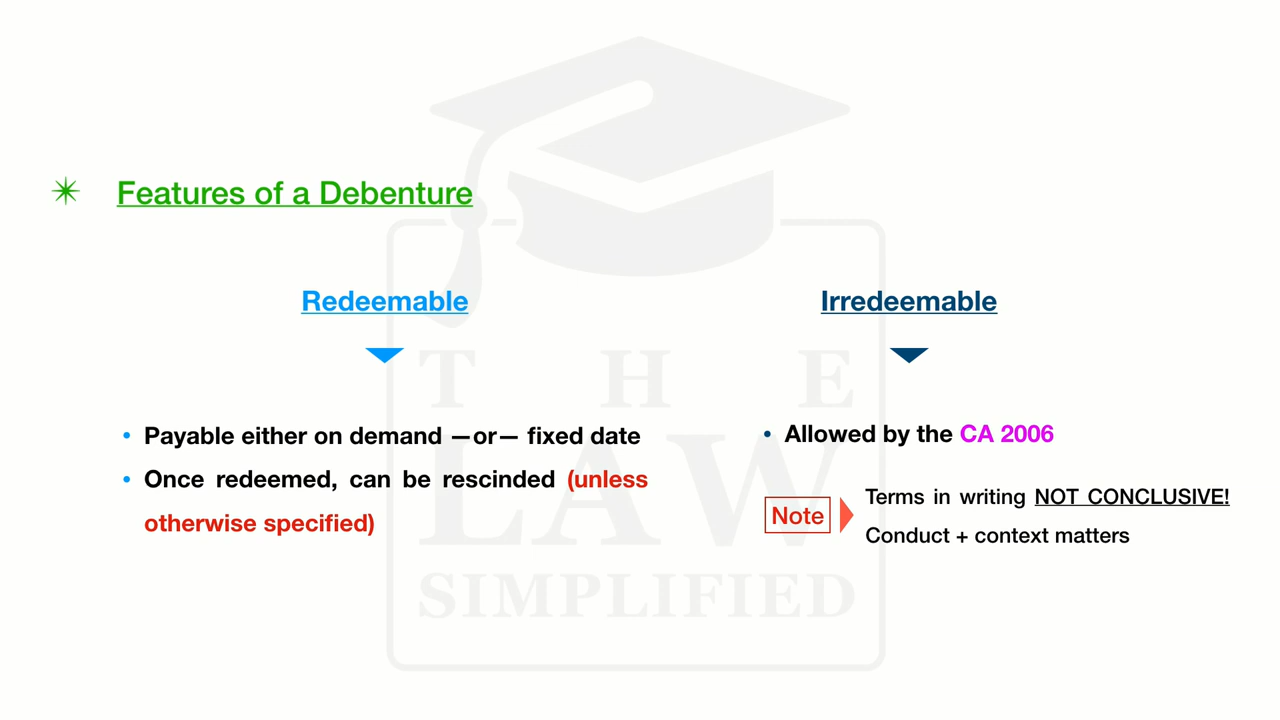 Features of a Debenture
Redeemable
Irredeemable
• Payable either on demand —or— fixed date
• Once redeemed, can be rescinded (unless
otherwise specified)
• Allowed by the CA 2006
Note
Terms in writing NOT CONCLUSIVE!
Conduct + context matters
T H E
LAW
SIMPLIFIED